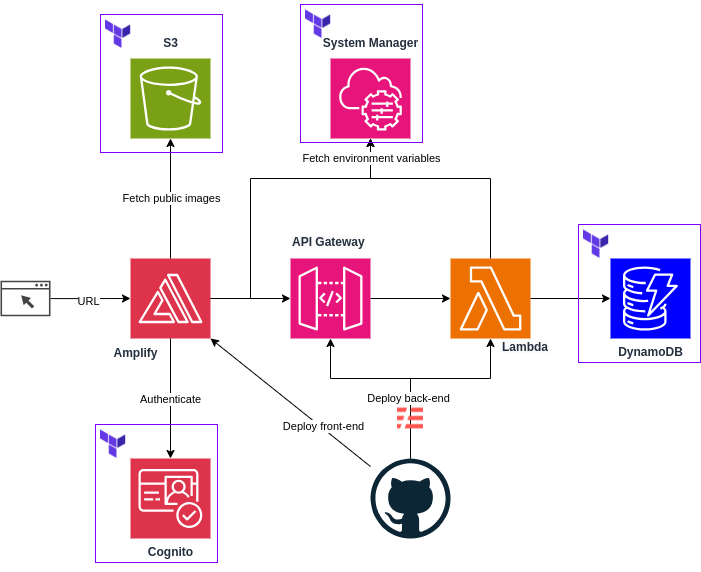 S3
System Manager
Fetch environment variables
Fetch public images
API Gateway
URL
Amplify
Lambda
DynamoDB
Authenticate
Deploy back-end
Deploy front-end
Cognito